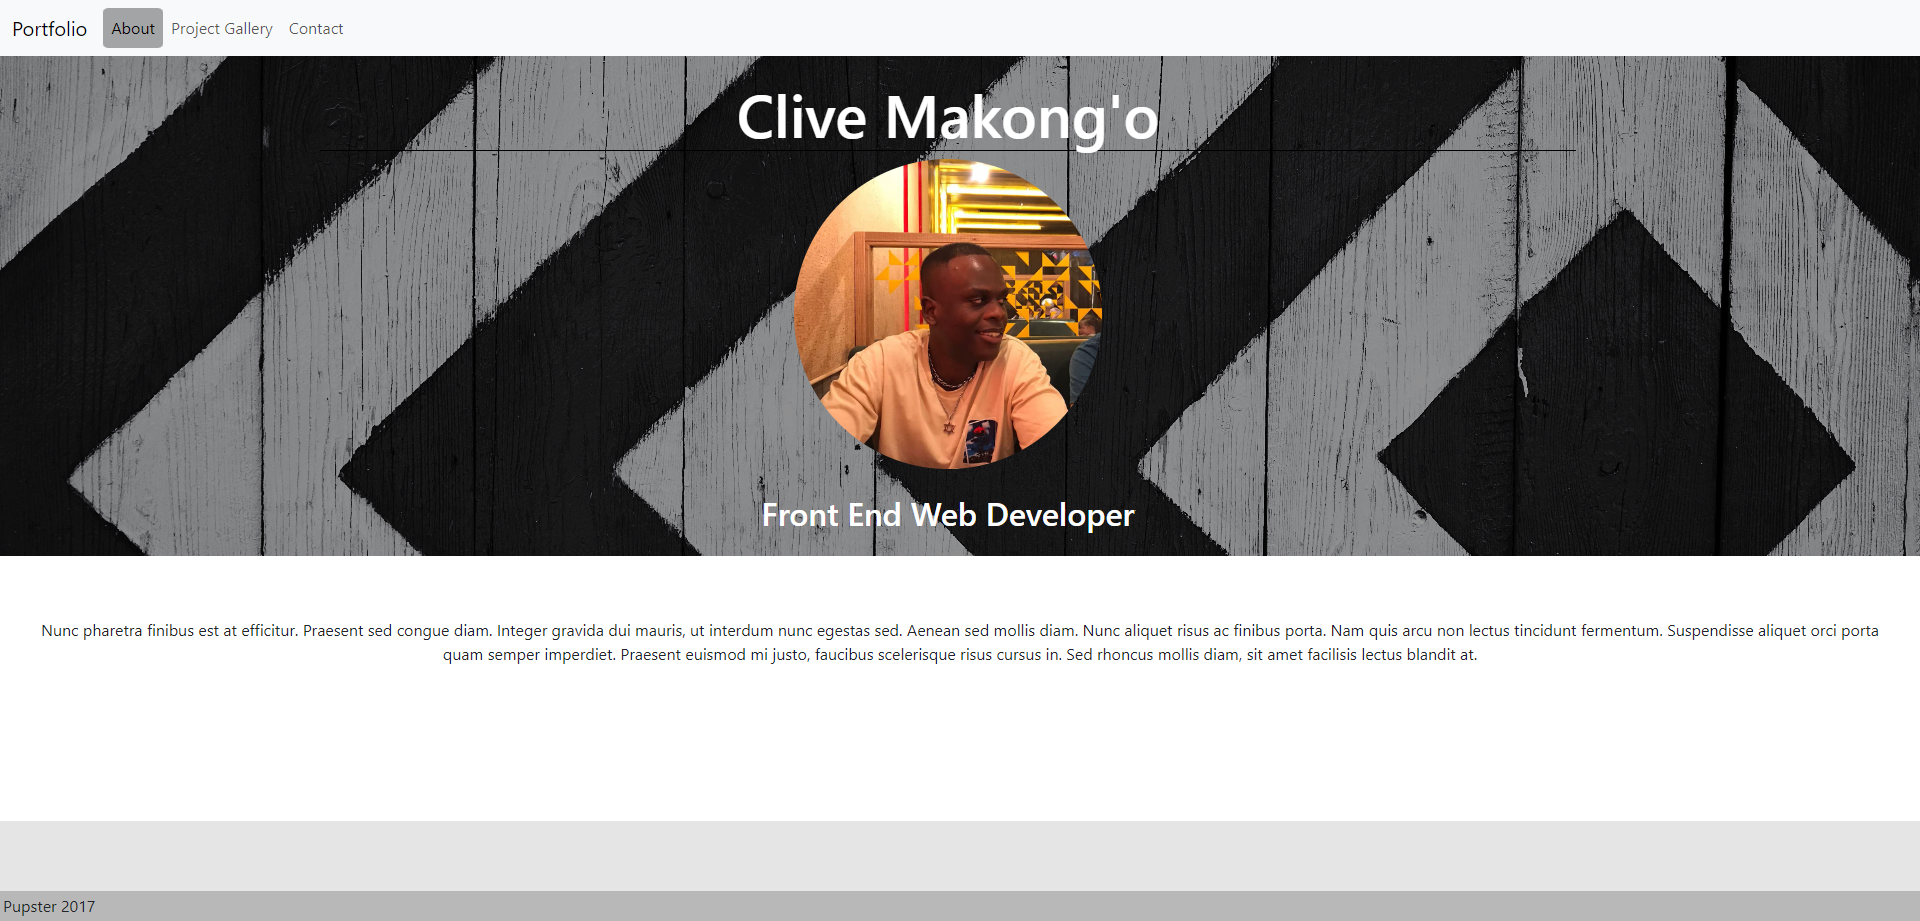 Portfolio About Project Gallery Contact
Clive Makong'o
Front End Web Developer
Nunc pharetra finibus est at efficitur. Praesent sed congue diam. Integer gravida dui mauris, ut interdum nunc egestas sed. Aenean sed mollis diam. Nunc aliquet risus ac finibus porta. Nam quis arcu non lectus tincidunt fermentum. Suspendisse aliquet orci porta
quam semper imperdiet. Praesent euismod mi justo, faucibus scelerisque risus cursus in. Sed rhoncus mollis diam, sit amet facilisis lectus blandit at.
Pupster 2017